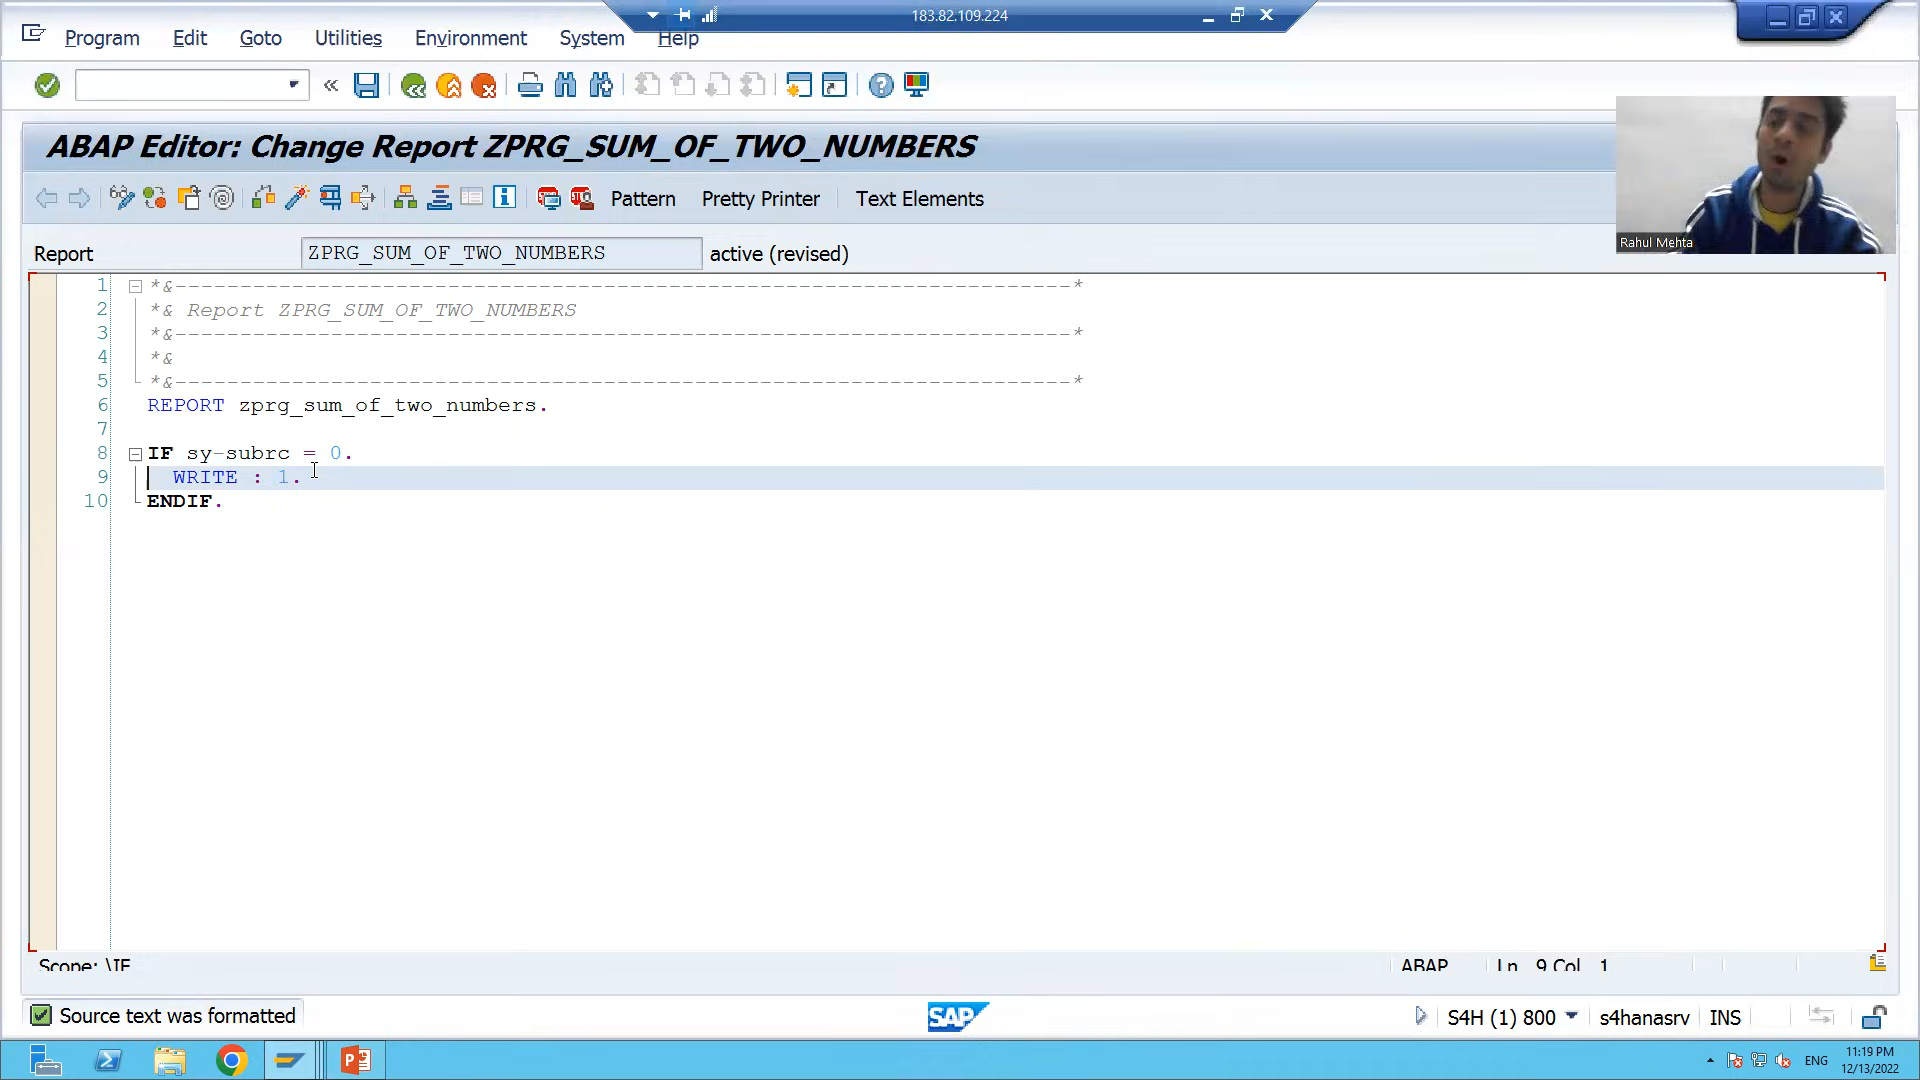 183.82.109.224
Program Edit Goto Utilities Environment System Help
ABAP Editor: Change Report ZPRG_SUM_OF_TWO_NUMBERS
Pattern Pretty Printer Text Elements
Rahul Mehta
Report ZPRG_SUM_OF_TWO_NUMBERS active (revised)
1 *&---------------------------------------------------------------------*
2 *& Report ZPRG_SUM_OF_TWO_NUMBERS
3 *&---------------------------------------------------------------------*
4 *&
5 *&---------------------------------------------------------------------*
6 REPORT zprg_sum_of_two_numbers.
7
8 IF sy-subrc = 0.
9 WRITE : 1.
10 ENDIF.
Scope: \IF ABAP Ln 9 Col 1
Source text was formatted SAP S4H (1) 800 s4hanasrv INS
ENG 11:19 PM
12/13/2022